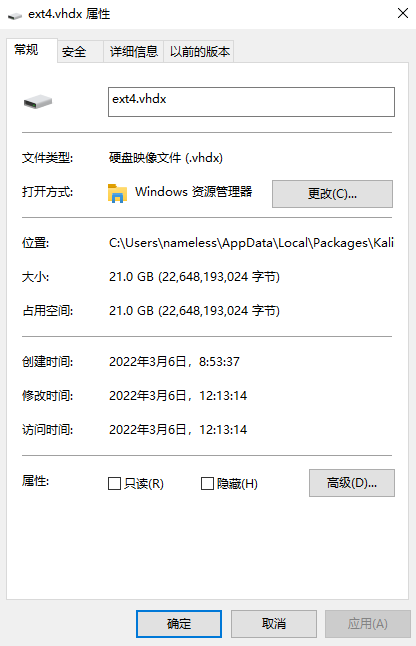 ext4.vhdx 属性
常规 安全 详细信息 以前的版本
ext4.vhdx
文件类型: 硬盘映像文件 (.vhdx)
打开方式: Windows 资源管理器 更改(C)...
位置: C:\Users\nameless\AppData\Local\Packages\Kali
大小: 21.0 GB (22,648,193,024 字节)
占用空间: 21.0 GB (22,648,193,024 字节)
创建时间: 2022年3月6日，8:53:37
修改时间: 2022年3月6日，12:13:14
访问时间: 2022年3月6日，12:13:14
属性: 只读(R) 隐藏(H) 高级(D)...
确定 取消 应用(A)